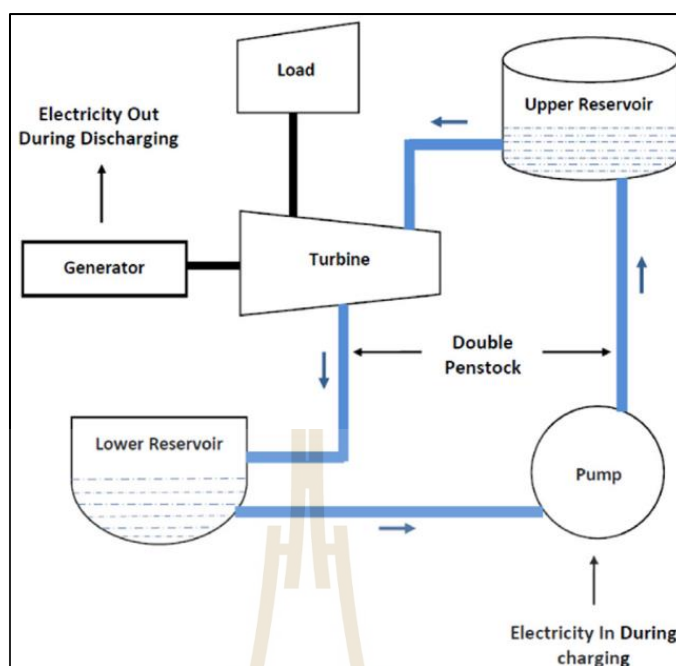 Load
Upper Reservoir
Electricity Out
During Discharging
Generator
Turbine
Double
Penstock
Lower Reservoir
Pump
Electricity In During
charging